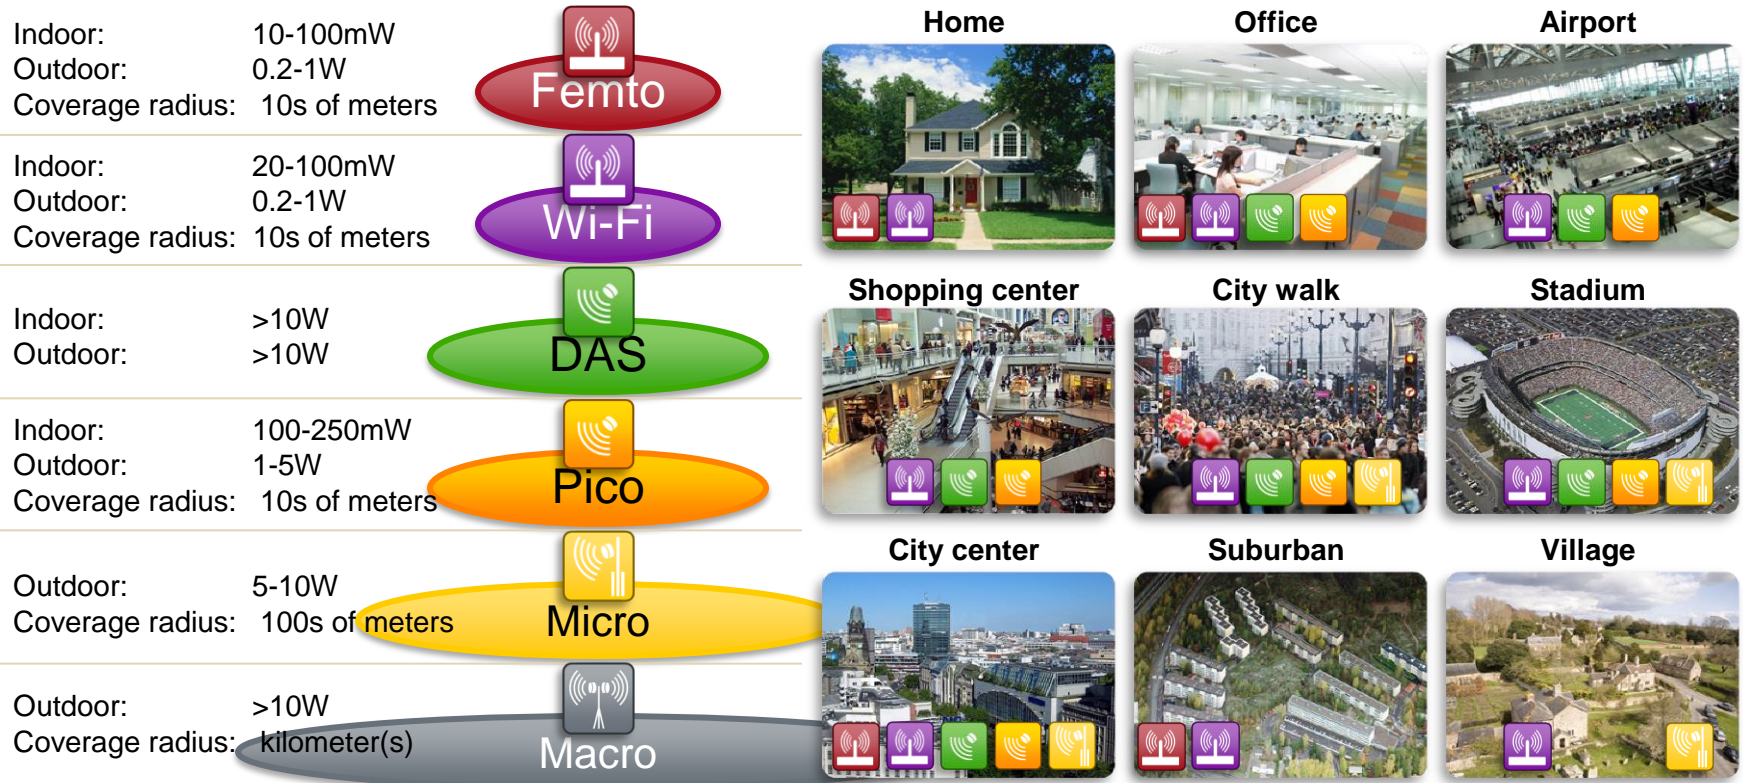 Indoor: 10-100mW
Outdoor: 0.2-1W
Coverage radius: 10s of meters
Femto
Indoor: 20-100mW
Outdoor: 0.2-1W
Coverage radius: 10s of meters
Wi-Fi
Indoor: >10W
Outdoor: >10W
DAS
Indoor: 100-250mW
Outdoor: 1-5W
Coverage radius: 10s of meters
Pico
Outdoor: 5-10W
Coverage radius: 100s of meters
Micro
Outdoor: >10W
Coverage radius: kilometer(s)
Macro
Home
Office
Airport
Shopping center
City walk
Stadium
City center
Suburban
Village